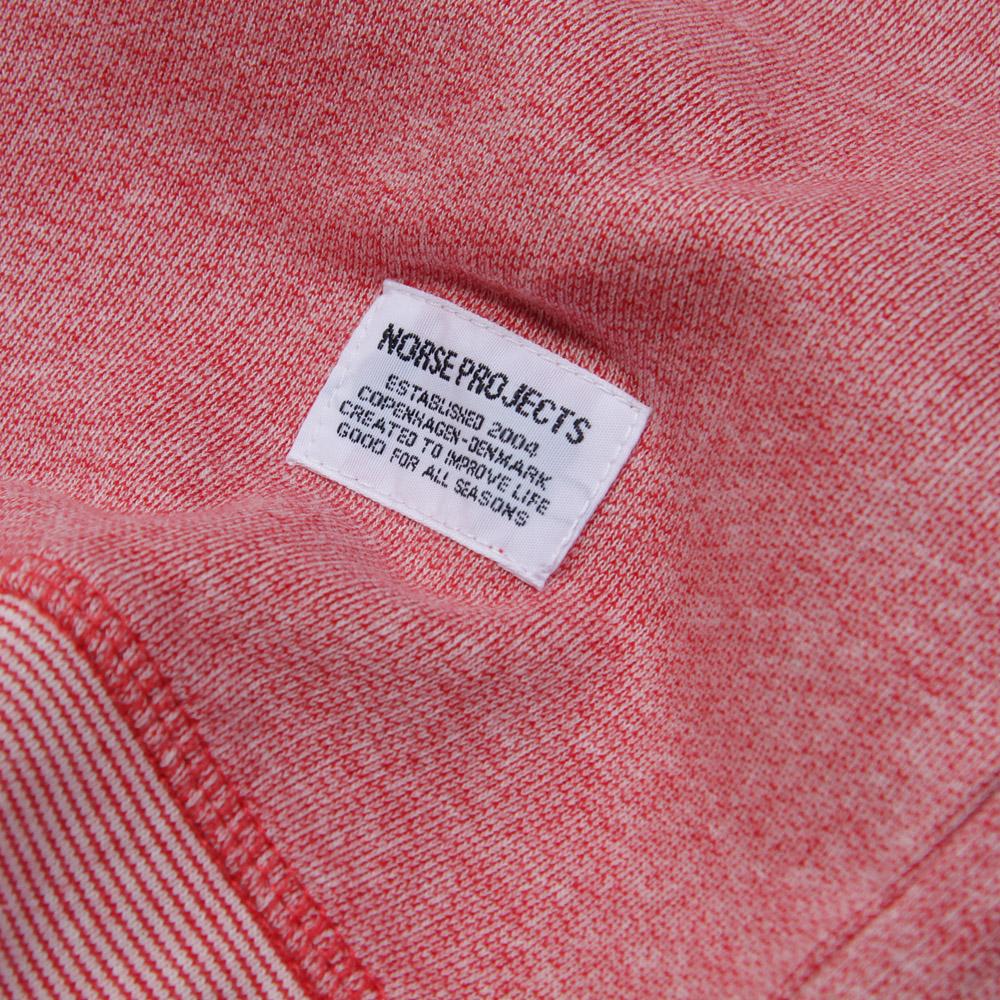 NORSE PROJECTS
ESTABLISHED 2004
COPENHAGEN-DENMARK
CREATED TO IMPROVE LIFE
GOOD FOR ALL SEASONS